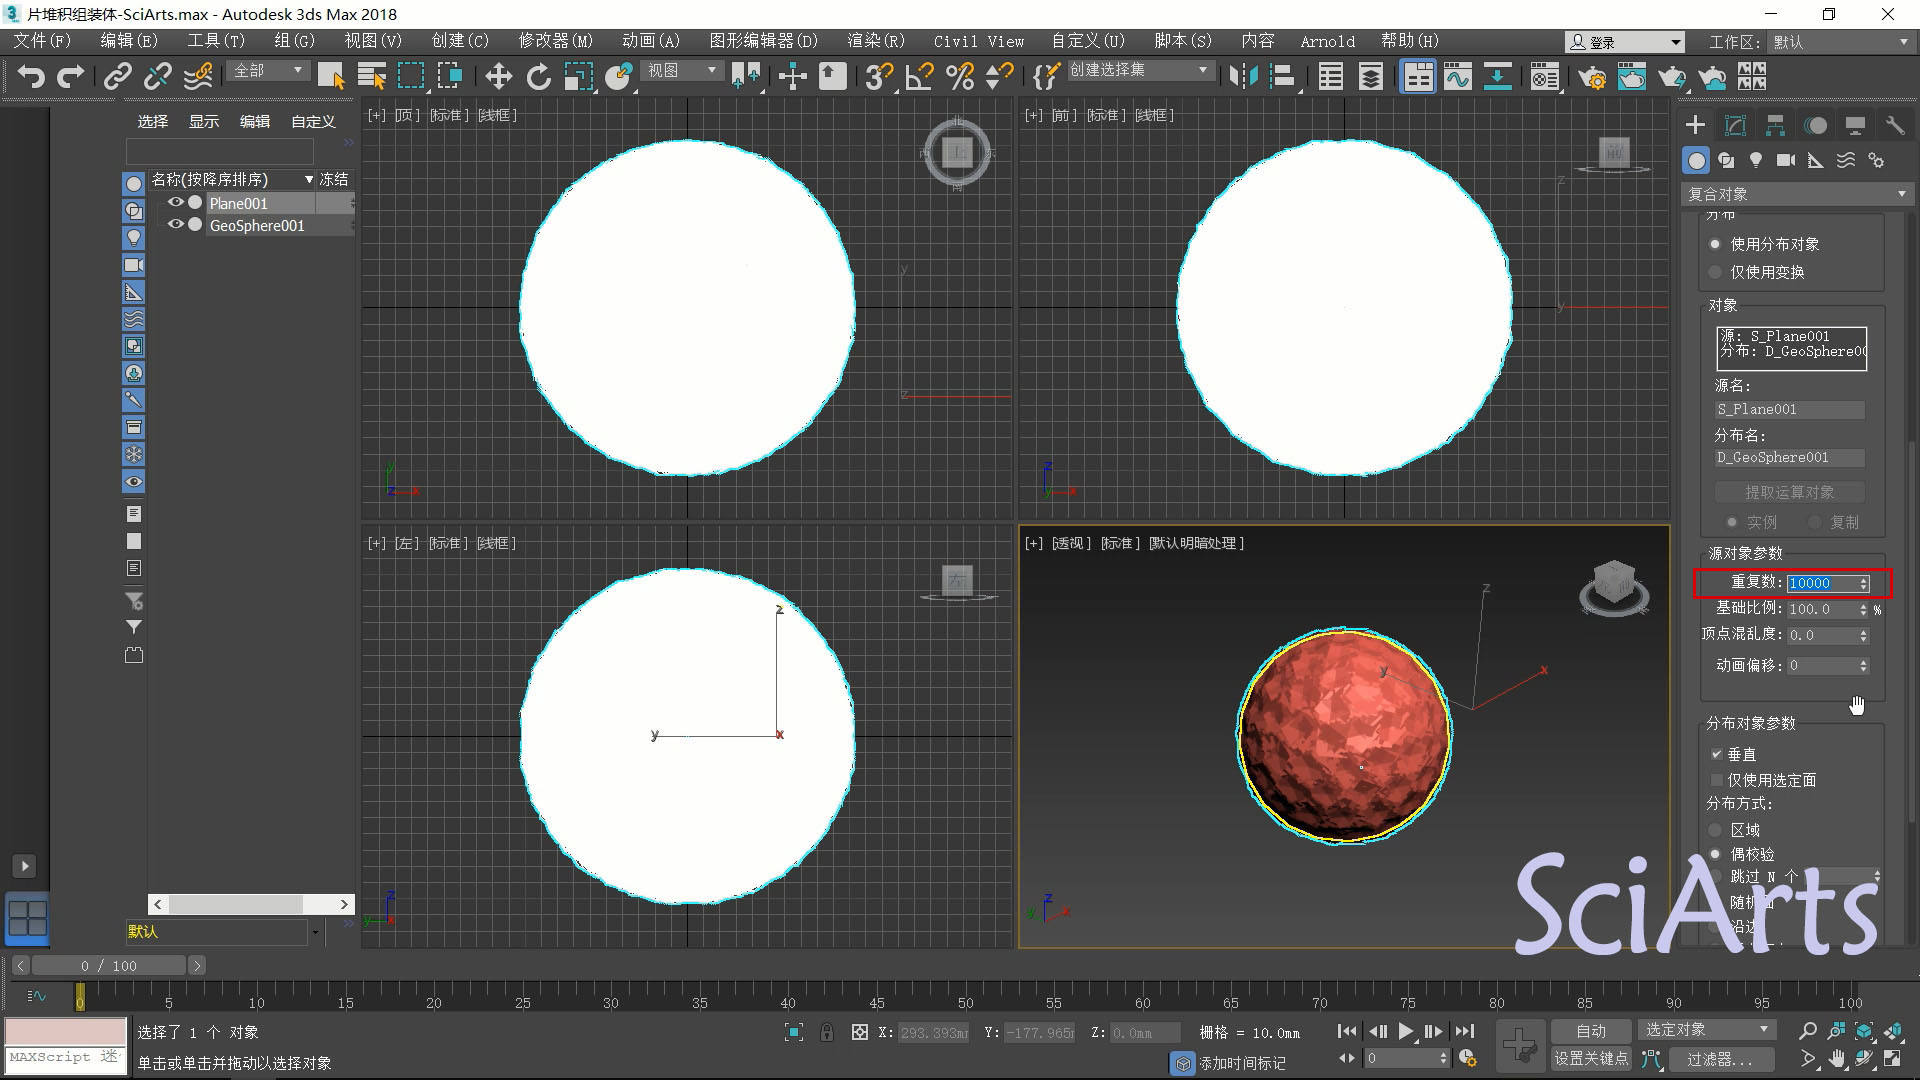 片堆积组装体-SciArts.max - Autodesk 3ds Max 2018
文件(F) 编辑(E) 工具(T) 组(G) 视图(V) 创建(C) 修改器(M) 动画(A) 图形编辑器(D) 渲染(R) Civil View 自定义(U) 脚本(S) 内容 Arnold 帮助(H)
登录 工作区: 默认
全部 视图 创建选择集
选择 显示 编辑 自定义
名称(按降序排序) 冻结
Plane001
GeoSphere001
默认
[+] [顶] [标准] [线框]
上
北
南
[+] [前] [标准] [线框]
前
[+] [左] [标准] [线框]
左
[+] [透视] [标准] [默认明暗处理]
复合对象
分布
使用分布对象
仅使用变换
对象
源: S_Plane001
分布: D_GeoSphere00
源名:
S_Plane001
分布名:
D_GeoSphere001
提取运算对象
实例 复制
源对象参数
重复数: 10000
基础比例: 100.0 %
顶点混乱度: 0.0
动画偏移: 0
分布对象参数
垂直
仅使用选定面
分布方式:
区域
偶校验
跳过 N 个
随机面
沿边
SciArts
0 / 100
0 5 10 15 20 25 30 35 40 45 50 55 60 65 70 75 80 85 90 95 100
选择了 1 个 对象
X: 293.393m Y: -177.965 Z: 0.0mm 栅格 = 10.0mm
自动 选定对象
MAXScript 迷
单击或单击并拖动以选择对象
添加时间标记
0
设置关键点 过滤器...